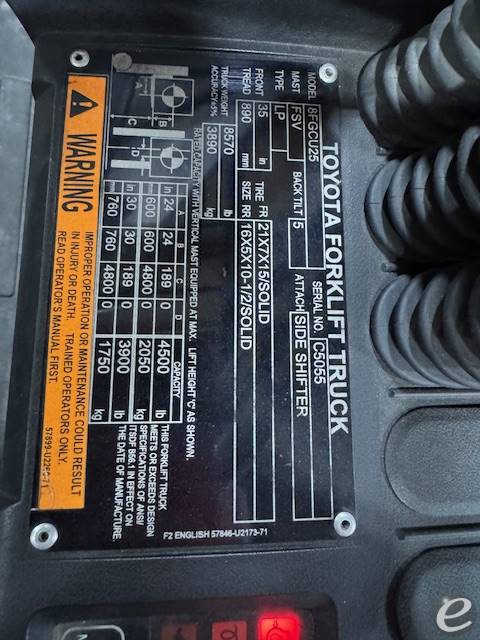 TOYOTA FORKLIFT TRUCK
MODEL 8FGCU25 SERIAL NO. C5055
MAST FSV BACK TILT 5 ATTACH SIDE SHIFTER
TYPE LP
FRONT TREAD 35 in TIRE FR 21X7X15/SOLID
890 mm SIZE RR 16X5X10-1/2/SOLID
TRUCK WEIGHT 8570 lb
ACCURACY±5% 3890 kg
RATED CAPACITY WITH VERTICAL MAST EQUIPPED AT MAX. LIFT HEIGHT 'C' AS SHOWN.
A B C D CAPACITY
in 24 24 189 0 4500 lb
mm 600 600 4800 0 2050 kg
in 30 30 189 0 3900 lb
mm 760 760 4800 0 1750 kg
A
B
C
D
A
B
THIS FORKLIFT TRUCK
MEETS OR EXCEEDS DESIGN
SPECIFICATIONS OF ANSI/
ITSDF B56.1 IN EFFECT ON
THE DATE OF MANUFACTURE.
F2 ENGLISH 57846-U2173-71
WARNING
IMPROPER OPERATION OR MAINTENANCE COULD RESULT
IN INJURY OR DEATH. TRAINED OPERATORS ONLY.
READ OPERATOR'S MANUAL FIRST.
e